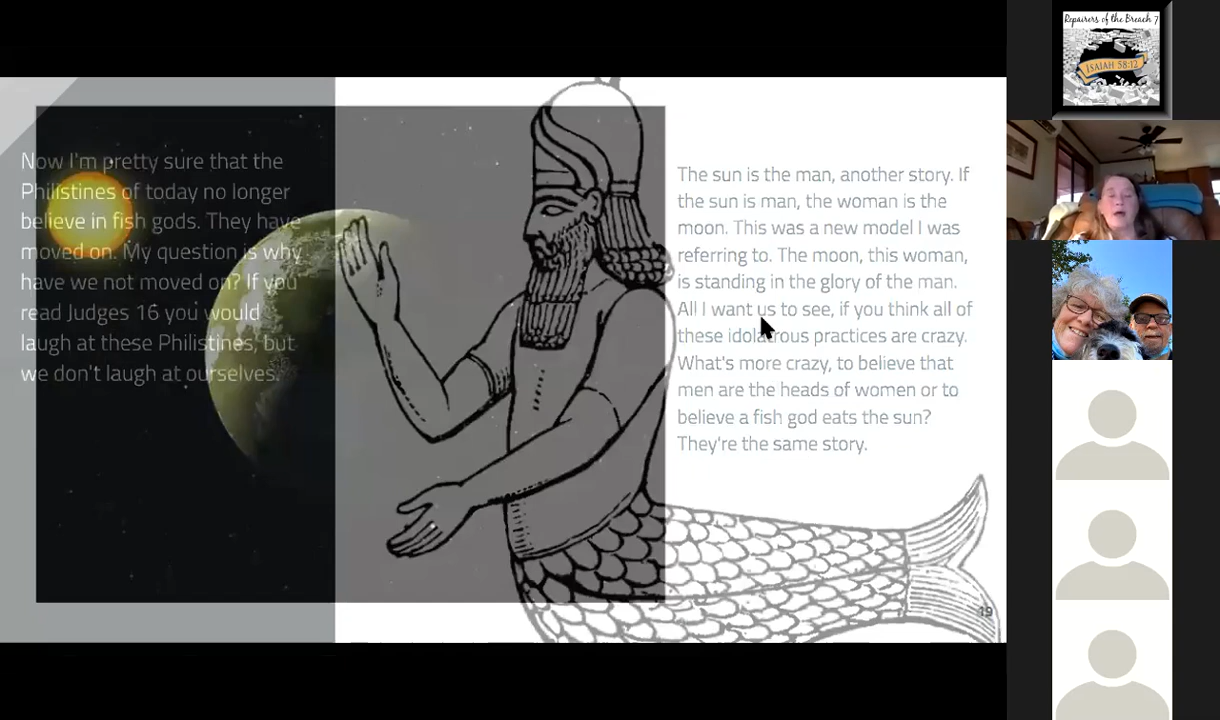 Now I'm pretty sure that the
Philistines of today no longer
believe in fish gods. They have
moved on. My question is why
have we not moved on? If you
read Judges 16 you would
laugh at these Philistines, but
we don't laugh at ourselves.
The sun is the man, another story. If
the sun is man, the woman is the
moon. This was a new model I was
referring to. The moon, this woman,
is standing in the glory of the man.
All I want us to see, if you think all of
these idolatrous practices are crazy.
What's more crazy, to believe that
men are the heads of women or to
believe a fish god eats the sun?
They're the same story.
19
Repairers of the Breach 7
ISAIAH 58:12